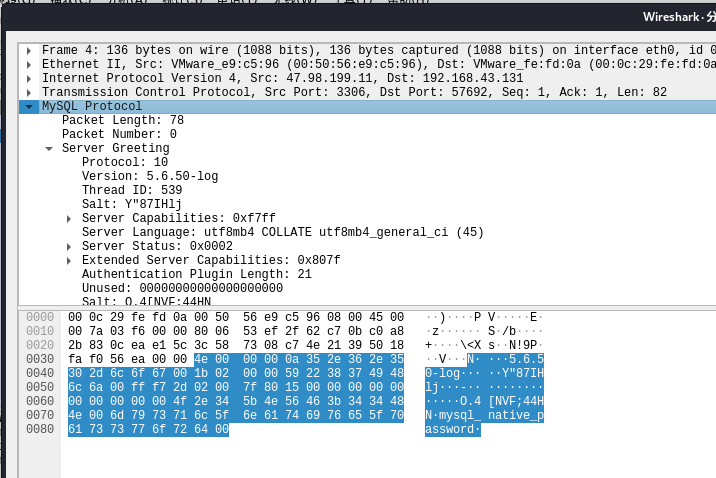 Wireshark · 分
Frame 4: 136 bytes on wire (1088 bits), 136 bytes captured (1088 bits) on interface eth0, id 0
Ethernet II, Src: VMware_e9:c5:96 (00:50:56:e9:c5:96), Dst: VMware_fe:fd:0a (00:0c:29:fe:fd:0a
Internet Protocol Version 4, Src: 47.98.199.11, Dst: 192.168.43.131
Transmission Control Protocol, Src Port: 3306, Dst Port: 57692, Seq: 1, Ack: 1, Len: 82
MySQL Protocol
Packet Length: 78
Packet Number: 0
Server Greeting
Protocol: 10
Version: 5.6.50-log
Thread ID: 539
Salt: Y"87IHlj
Server Capabilities: 0xf7ff
Server Language: utf8mb4 COLLATE utf8mb4_general_ci (45)
Server Status: 0x0002
Extended Server Capabilities: 0x807f
Authentication Plugin Length: 21
Unused: 00000000000000000000
Salt: O.4[NVF;44HN
0000 00 0c 29 fe fd 0a 00 50 56 e9 c5 96 08 00 45 00 ··)····P V·····E·
0010 00 7a 03 f6 00 00 80 06 53 ef 2f 62 c7 0b c0 a8 ·z······ S·/b····
0020 2b 83 0c ea e1 5c 3c 58 73 08 c7 4e 21 39 50 18 +····\<X s··N!9P·
0030 fa f0 56 ea 00 00 4e 00 00 00 0a 35 2e 36 2e 35 ··V···N· ···5.6.5
0040 30 2d 6c 6f 67 00 1b 02 00 00 59 22 38 37 49 48 0-log··· ··Y"87IH
0050 6c 6a 00 ff f7 2d 02 00 7f 80 15 00 00 00 00 00 lj···-·· ········
0060 00 00 00 00 00 4f 2e 34 5b 4e 56 46 3b 34 34 48 ·····O.4 [NVF;44H
0070 4e 00 6d 79 73 71 6c 5f 6e 61 74 69 76 65 5f 70 N·mysql_ native_p
0080 61 73 73 77 6f 72 64 00 assword·